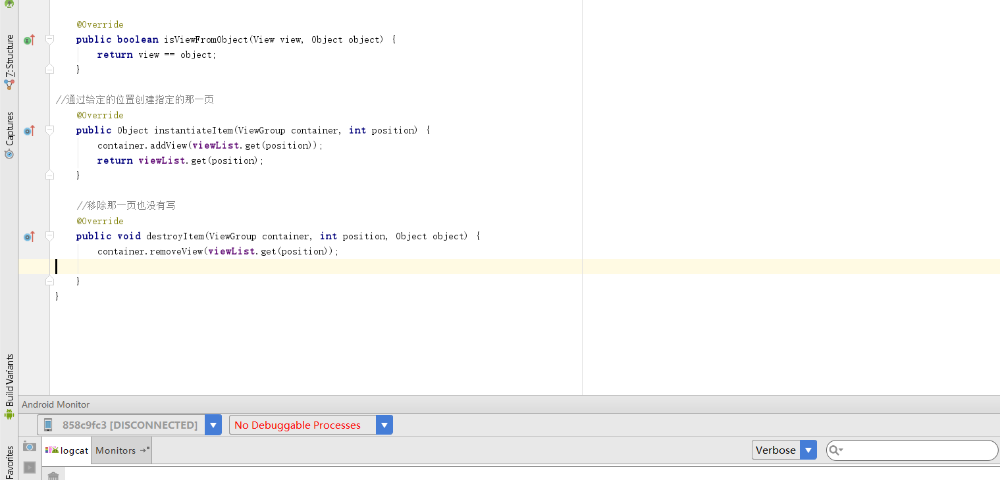 @Override
public boolean isViewFromObject(View view, Object object) {
return view == object;
}
//通过给定的位置创建指定的那一页
@Override
public Object instantiateItem(ViewGroup container, int position) {
container.addView(viewList.get(position));
return viewList.get(position);
}
//移除那一页也没有写
@Override
public void destroyItem(ViewGroup container, int position, Object object) {
container.removeView(viewList.get(position));
}
}
Z: Structure
Captures
Build Variants
Favorites
Android Monitor
858c9fc3 [DISCONNECTED]
No Debuggable Processes
logcat
Monitors
Verbose